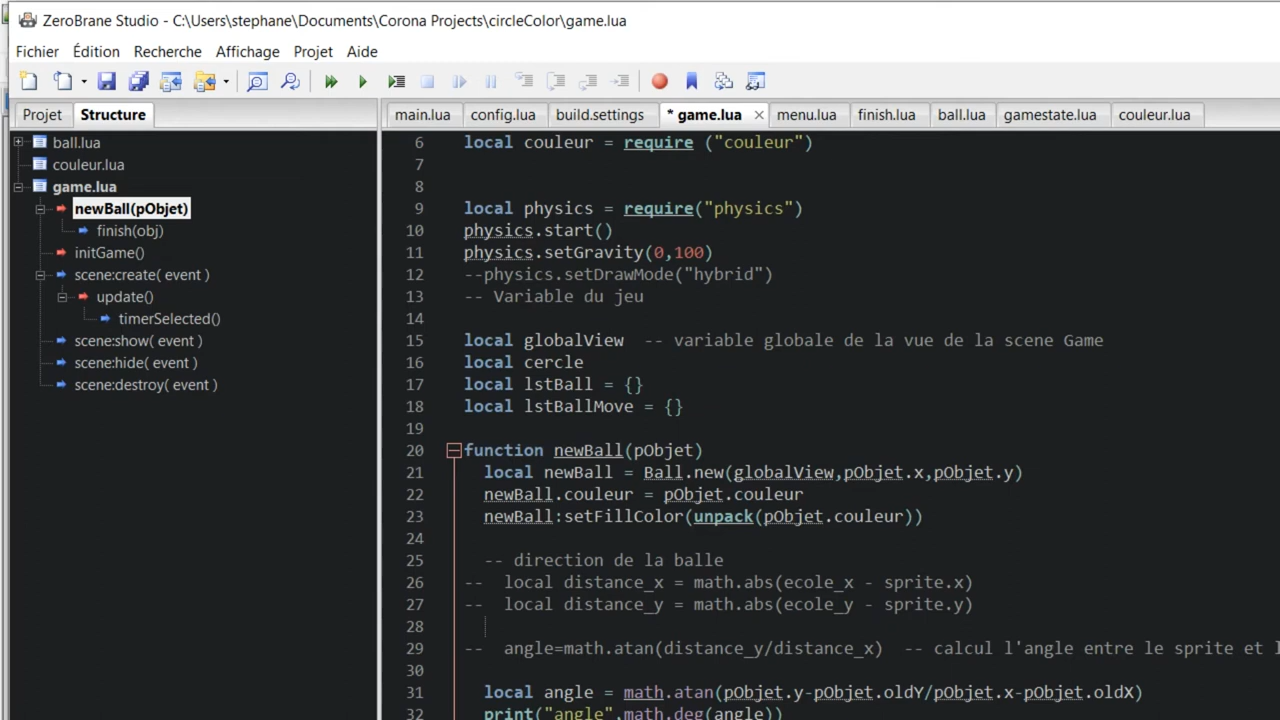 ZeroBrane Studio - C:\Users\stephane\Documents\Corona Projects\circleColor\game.lua
Fichier Édition Recherche Affichage Projet Aide
Projet Structure
main.lua config.lua build.settings * game.lua menu.lua finish.lua ball.lua gamestate.lua couleur.lua
ball.lua
couleur.lua
game.lua
newBall(pObjet)
finish(obj)
initGame()
scene:create( event )
update()
timerSelected()
scene:show( event )
scene:hide( event )
scene:destroy( event )
6 local couleur = require ("couleur")
7
8
9 local physics = require("physics")
10 physics.start()
11 physics.setGravity(0,100)
12 --physics.setDrawMode("hybrid")
13 -- Variable du jeu
14
15 local globalView -- variable globale de la vue de la scene Game
16 local cercle
17 local lstBall = {}
18 local lstBallMove = {}
19
20 function newBall(pObjet)
21 local newBall = Ball.new(globalView,pObjet.x,pObjet.y)
22 newBall.couleur = pObjet.couleur
23 newBall:setFillColor(unpack(pObjet.couleur))
24
25 -- direction de la balle
26 -- local distance_x = math.abs(ecole_x - sprite.x)
27 -- local distance_y = math.abs(ecole_y - sprite.y)
28
29 -- angle=math.atan(distance_y/distance_x) -- calcul l'angle entre le sprite et
30
31 local angle = math.atan(pObjet.y-pObjet.oldY/pObjet.x-pObjet.oldX)
32 print("angle",math.deg(angle))